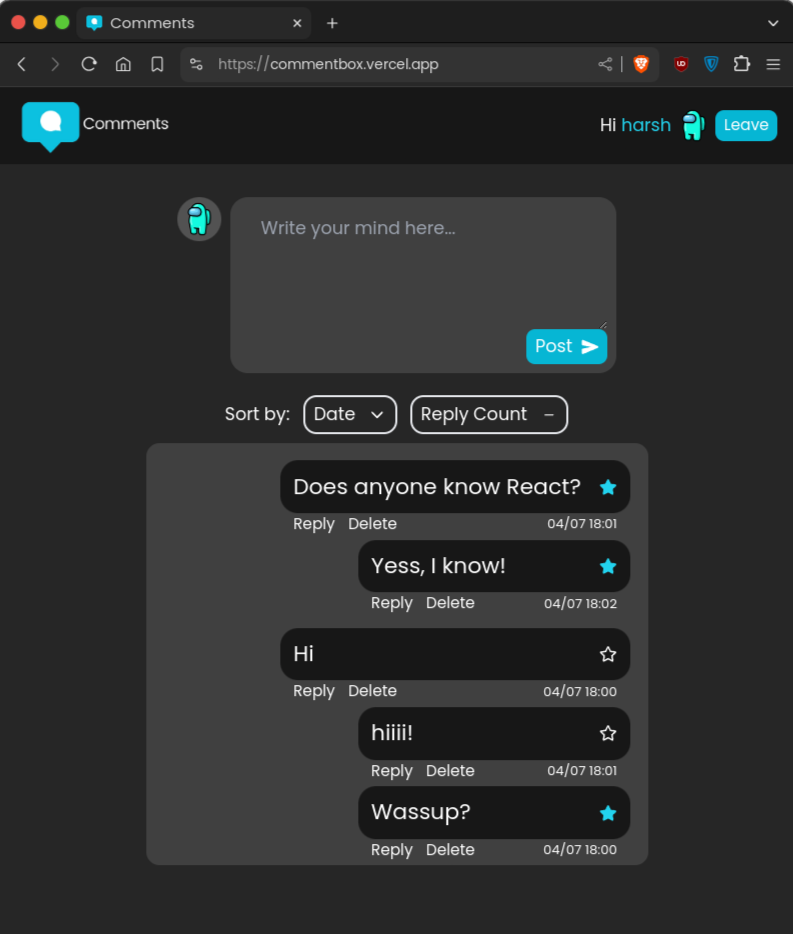 Comments
https://commentbox.vercel.app
UD
Comments
Hi harsh Leave
Write your mind here...
Post
Sort by: Date Reply Count
Does anyone know React?
Reply Delete 04/07 18:01
Yess, I know!
Reply Delete 04/07 18:02
Hi
Reply Delete 04/07 18:00
hiiii!
Reply Delete 04/07 18:01
Wassup?
Reply Delete 04/07 18:00